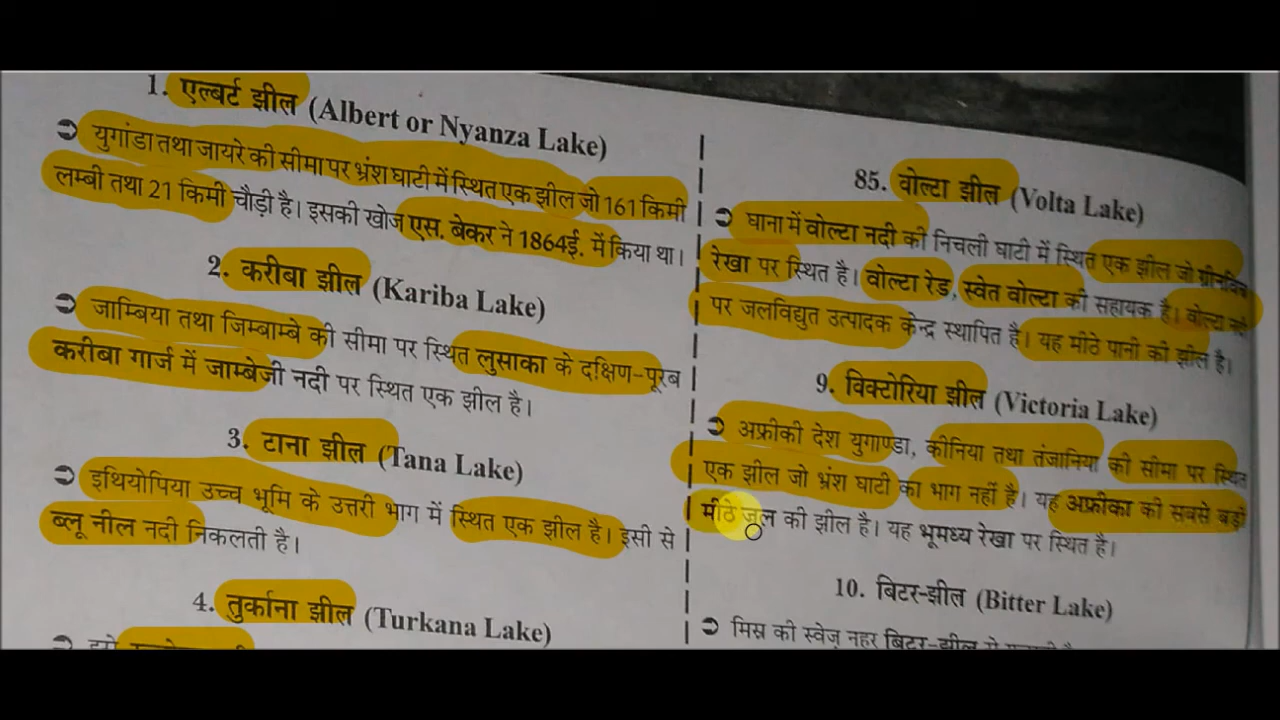 1. एल्बर्ट झील (Albert or Nyanza Lake)
➲ युगांडा तथा जायरे की सीमा पर भ्रंश घाटी में स्थित एक झील जो 161 किमी
लम्बी तथा 21 किमी चौड़ी है। इसकी खोज एस. बेकर ने 1864ई. में किया था।
2. करीबा झील (Kariba Lake)
➲ जाम्बिया तथा जिम्बाम्बे की सीमा पर स्थित लुसाका के दक्षिण-पूरब
करीबा गार्ज में जाम्बेजी नदी पर स्थित एक झील है।
3. टाना झील (Tana Lake)
➲ इथियोपिया उच्च भूमि के उत्तरी भाग में स्थित एक झील है। इसी से
ब्लू नील नदी निकलती है।
4. तुर्काना झील (Turkana Lake)
85. वोल्टा झील (Volta Lake)
➲ घाना में वोल्टा नदी की निचली घाटी में स्थित एक झील जो ग्रीनविच
रेखा पर स्थित है। वोल्टा रेड, स्वेत वोल्टा की सहायक है। वोल्टा
पर जलविद्युत उत्पादक केन्द्र स्थापित है। यह मीठे पानी की झील है।
9. विक्टोरिया झील (Victoria Lake)
➲ अफ्रीकी देश युगाण्डा, कीनिया तथा तंजानिया की सीमा पर स्थित
एक झील जो भ्रंश घाटी का भाग नहीं है। यह अफ्रीका की सबसे बड़ी
मीठे जल की झील है। यह भूमध्य रेखा पर स्थित है।
10. बिटर-झील (Bitter Lake)
➲ मिस्र की स्वेज नहर बिटर-झील